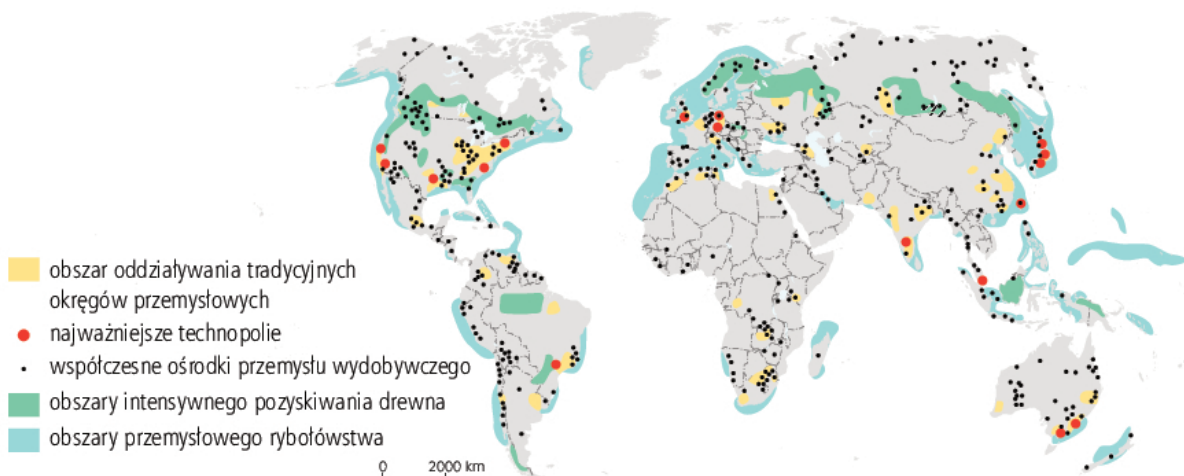 obszar oddziaływania tradycyjnych
okręgów przemysłowych
najważniejsze technopolie
współczesne ośrodki przemysłu wydobywczego
obszary intensywnego pozyskiwania drewna
obszary przemysłowego rybołówstwa
0 2000 km